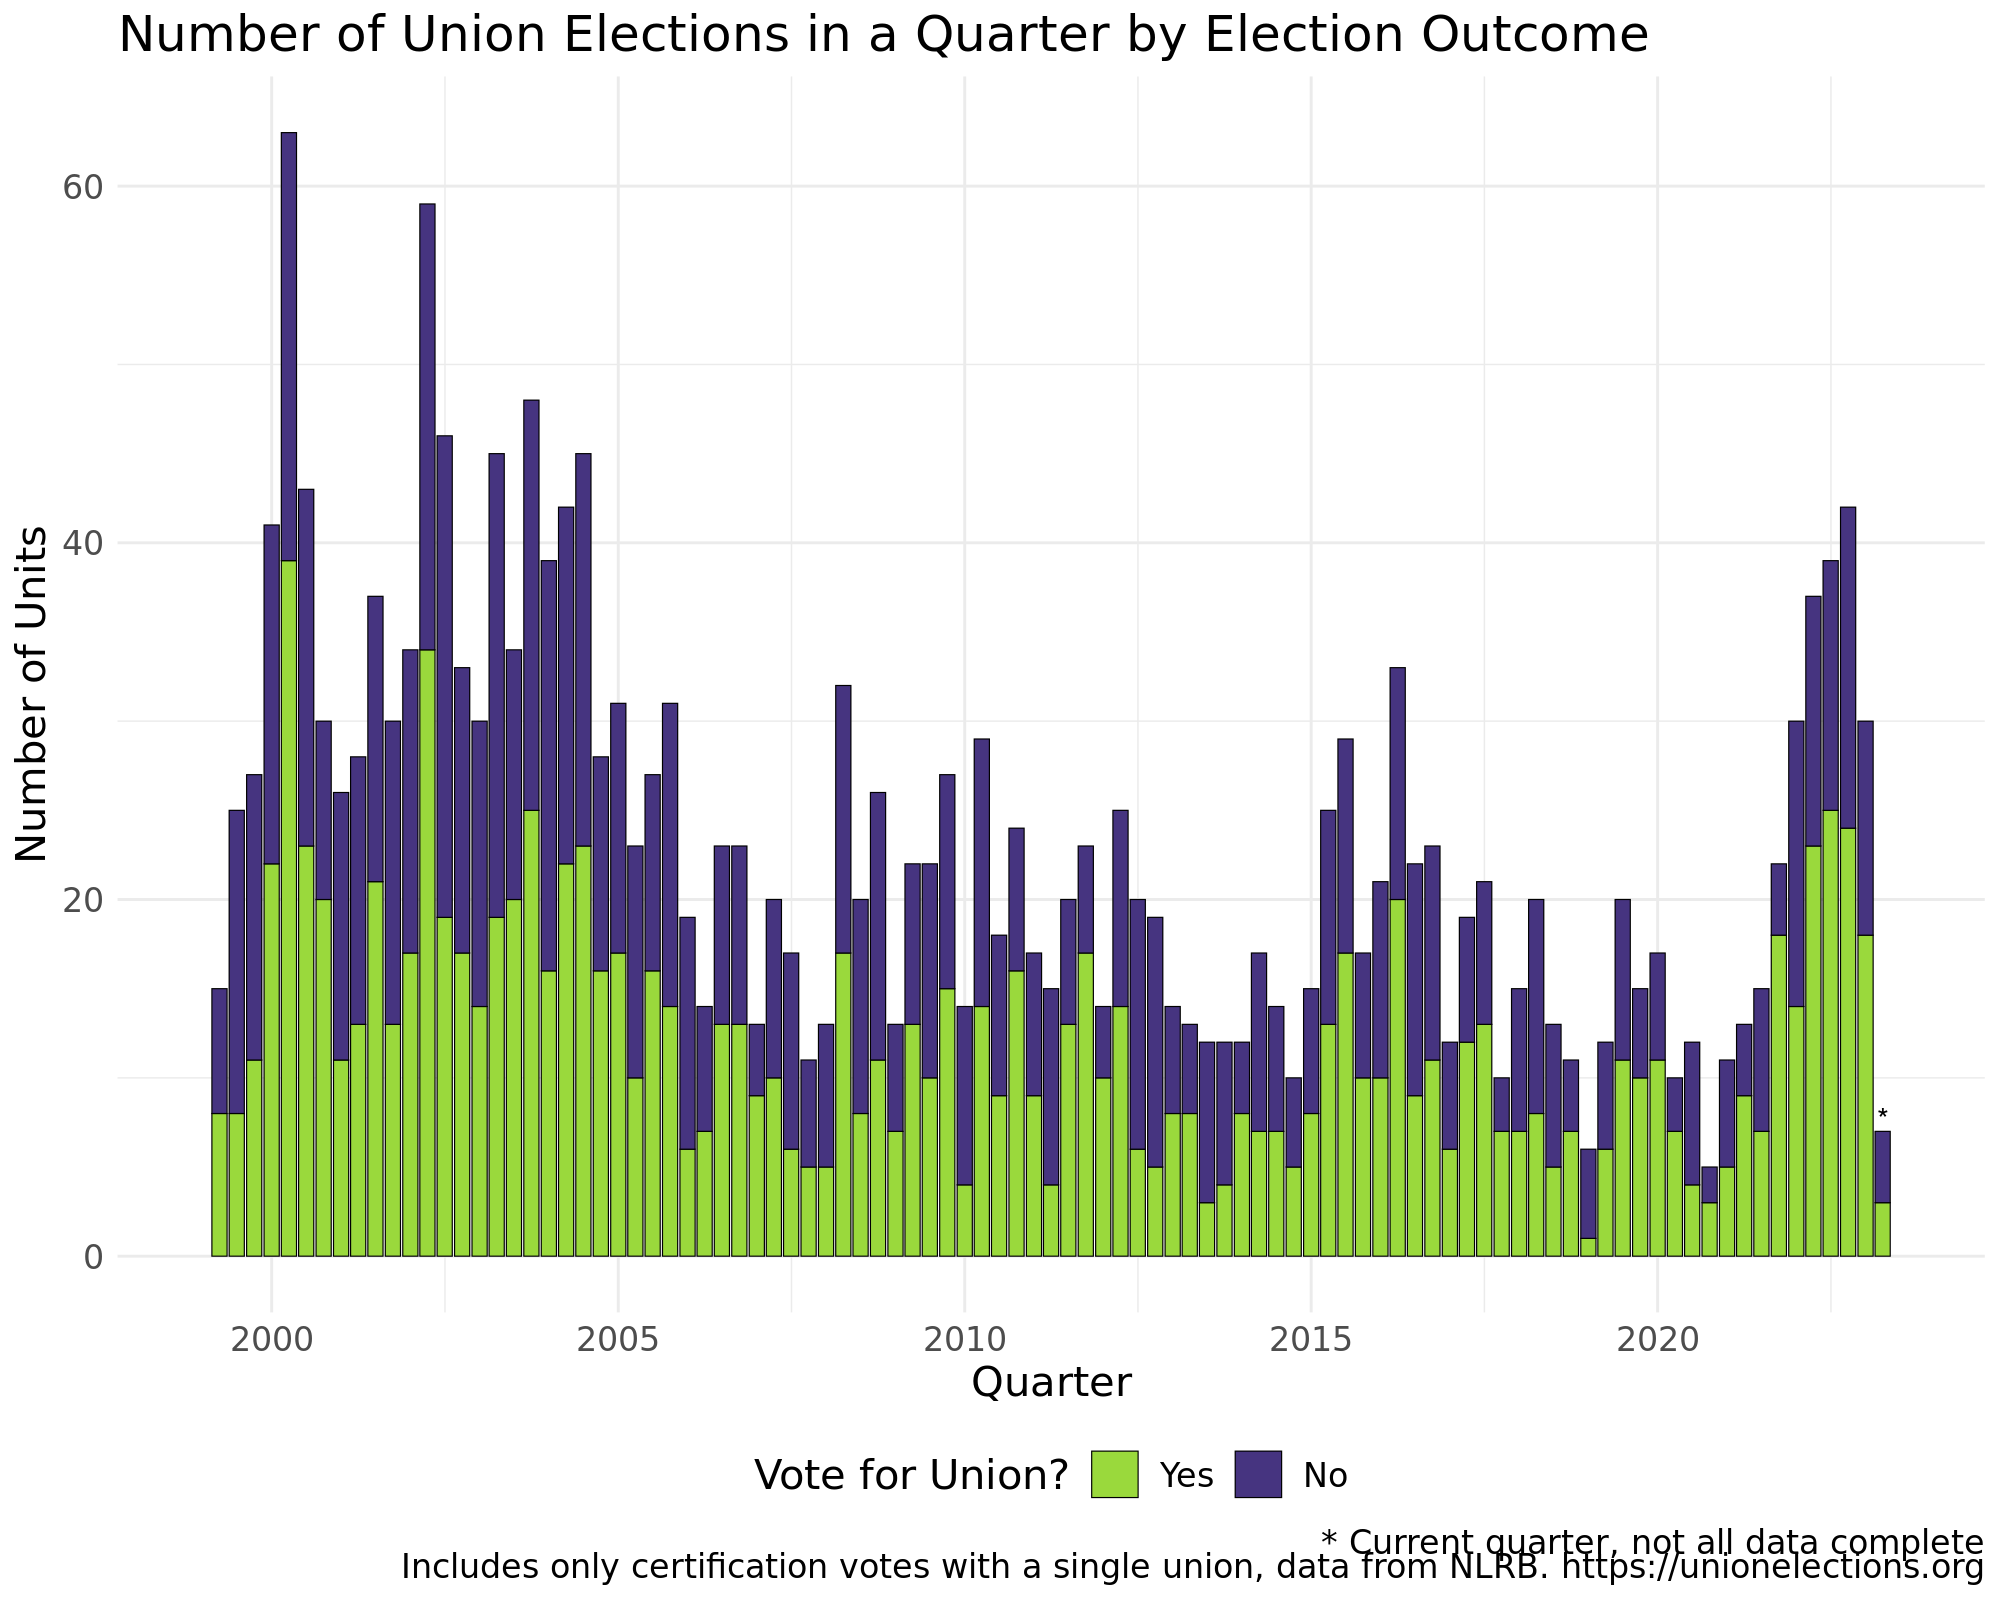 Number of Union Elections in a Quarter by Election Outcome
60
40
20
0
Number of Units
*
2000 2005 2010 2015 2020
Quarter
Vote for Union? Yes No
* Current quarter, not all data complete
Includes only certification votes with a single union, data from NLRB. https://unionelections.org